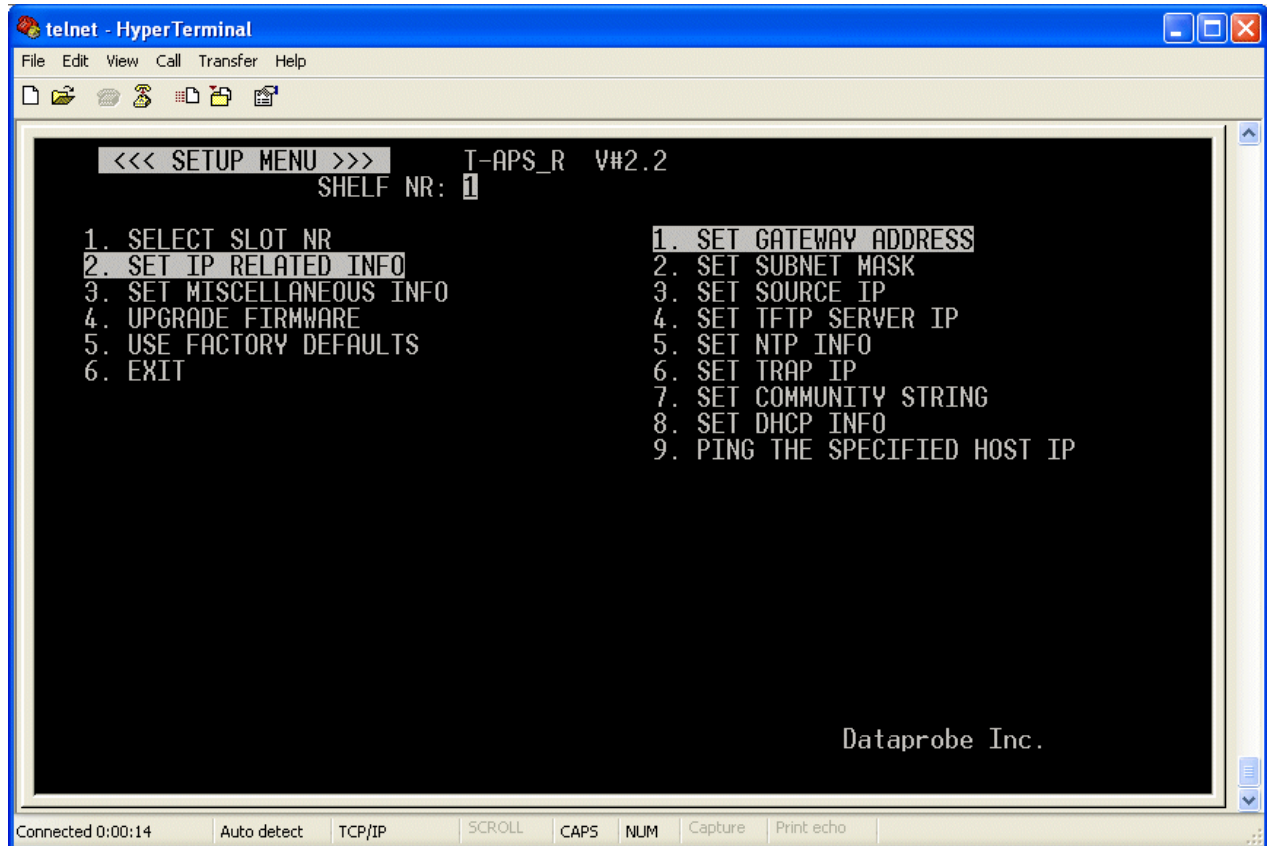 telnet - HyperTerminal
File Edit View Call Transfer Help
<<< SETUP MENU >>> T-APS_R V#2.2
SHELF NR: 1
1. SELECT SLOT NR
2. SET IP RELATED INFO
3. SET MISCELLANEOUS INFO
4. UPGRADE FIRMWARE
5. USE FACTORY DEFAULTS
6. EXIT
1. SET GATEWAY ADDRESS
2. SET SUBNET MASK
3. SET SOURCE IP
4. SET TFTP SERVER IP
5. SET NTP INFO
6. SET TRAP IP
7. SET COMMUNITY STRING
8. SET DHCP INFO
9. PING THE SPECIFIED HOST IP
Dataprobe Inc.
Connected 0:00:14 Auto detect TCP/IP SCROLL CAPS NUM Capture Print echo